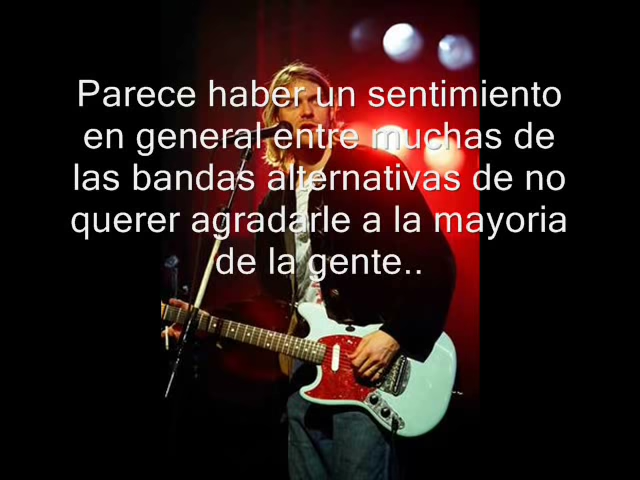 Parece haber un sentimiento
en general entre muchas de
las bandas alternativas de no
querer agradarle a la mayoria
de la gente..